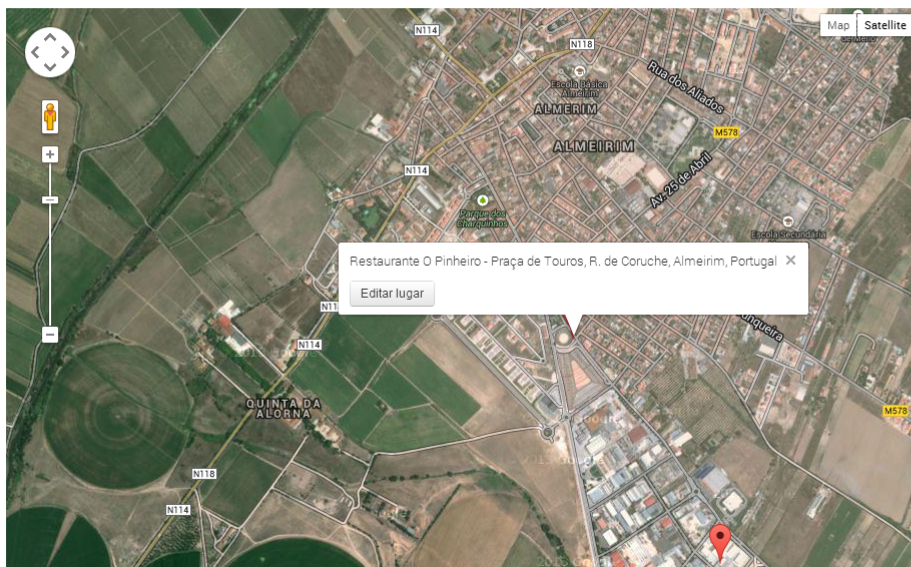 Map
Satellite
N114
N118
Escola Básica
Almeirim
Rua dos Aliados
ALMERIM
M578
ALMEIRIM
N114
Av. 25 de Abril
Parque dos
Charquinhos
Escola Secundária
Restaurante O Pinheiro - Praça de Touros, R. de Coruche, Almeirim, Portugal
Editar lugar
N114
QUINTA DA
ALORNA
M578
N118
N114